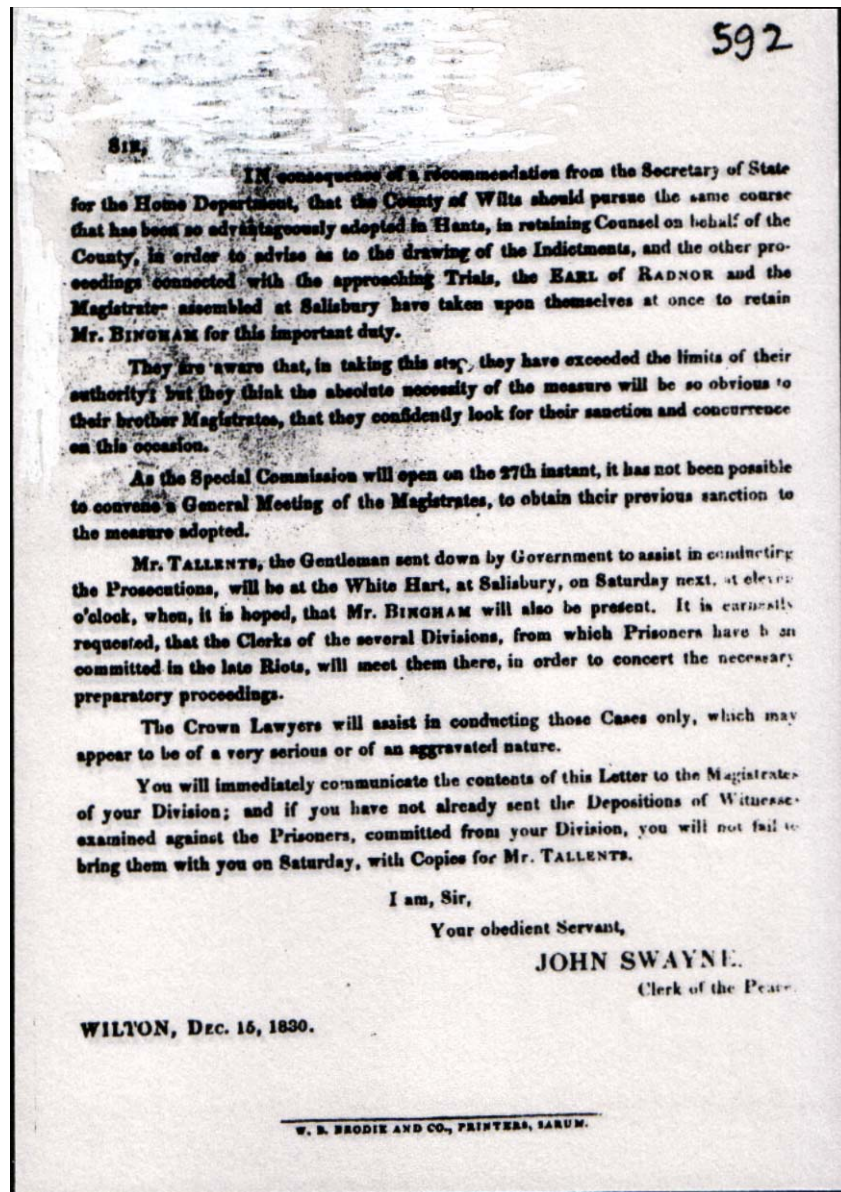 592
SIR,
IN consequence of a recommendation from the Secretary of State
for the Home Department, that the County of Wilts should pursue the same course
that has been so advantageously adopted in Hants, in retaining Counsel on behalf of the
County, in order to advise as to the drawing of the Indictments, and the other pro-
ceedings connected with the approaching Trials, the EARL of RADNOR and the
Magistrates assembled at Salisbury have taken upon themselves at once to retain
Mr. BINGHAM for this important duty.
They are aware that, in taking this step, they have exceeded the limits of their
authority; but they think the absolute necessity of the measure will be so obvious to
their brother Magistrates, that they confidently look for their sanction and concurrence
on this occasion.
As the Special Commission will open on the 27th instant, it has not been possible
to convene a General Meeting of the Magistrates, to obtain their previous sanction to
the measure adopted.
Mr. TALLENTS, the Gentleman sent down by Government to assist in conducting
the Prosecutions, will be at the White Hart, at Salisbury, on Saturday next, at eleven
o'clock, when, it is hoped, that Mr. BINGHAM will also be present. It is earnestly
requested, that the Clerks of the several Divisions, from which Prisoners have been
committed in the late Riots, will meet them there, in order to concert the necessary
preparatory proceedings.
The Crown Lawyers will assist in conducting those Cases only, which may
appear to be of a very serious or of an aggravated nature.
You will immediately communicate the contents of this Letter to the Magistrates
of your Division; and if you have not already sent the Depositions of Witnesses
examined against the Prisoners, committed from your Division, you will not fail to
bring them with you on Saturday, with Copies for Mr. TALLENTS.
I am, Sir,
Your obedient Servant,
JOHN SWAYNE.
Clerk of the Peace.
WILTON, DEC. 15, 1830.
W. B. BRODIE AND CO., PRINTERS, SARUM.